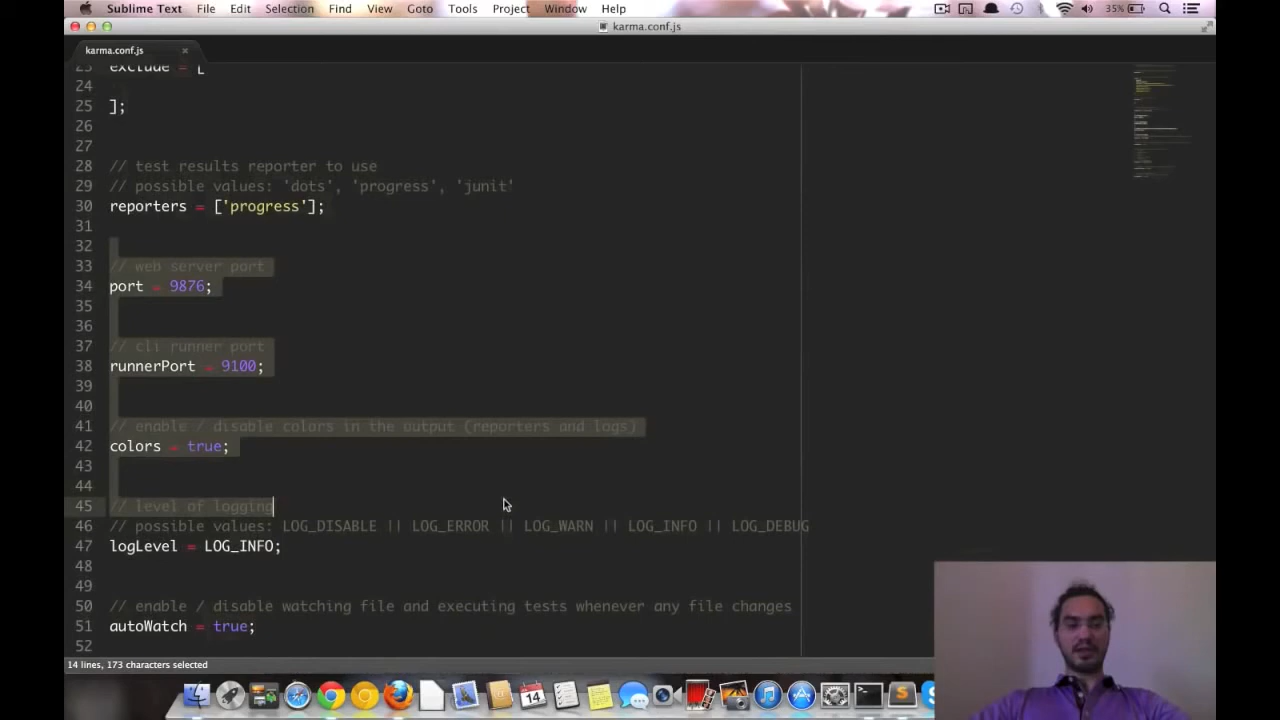 Sublime Text File Edit Selection Find View Goto Tools Project Window Help 35%
karma.conf.js
karma.conf.js
23 exclude = [
24
25 ];
26
27
28 // test results reporter to use
29 // possible values: 'dots', 'progress', 'junit'
30 reporters = ['progress'];
31
32
33 // web server port
34 port = 9876;
35
36
37 // cli runner port
38 runnerPort = 9100;
39
40
41 // enable / disable colors in the output (reporters and logs)
42 colors = true;
43
44
45 // level of logging
46 // possible values: LOG_DISABLE || LOG_ERROR || LOG_WARN || LOG_INFO || LOG_DEBUG
47 logLevel = LOG_INFO;
48
49
50 // enable / disable watching file and executing tests whenever any file changes
51 autoWatch = true;
52
14 lines, 173 characters selected
14